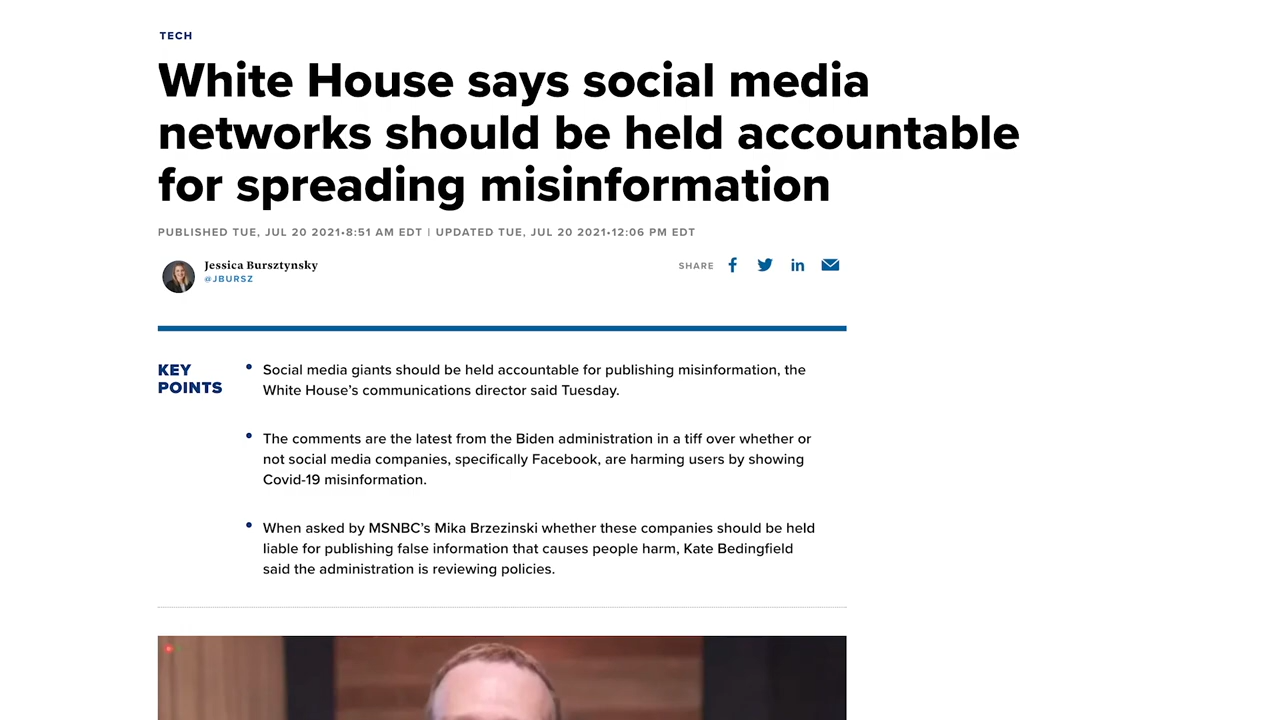 TECH
White House says social media
networks should be held accountable
for spreading misinformation
PUBLISHED TUE, JUL 20 2021•8:51 AM EDT | UPDATED TUE, JUL 20 2021•12:06 PM EDT
Jessica Bursztynsky
@JBURSZ
SHARE
KEY
POINTS
Social media giants should be held accountable for publishing misinformation, the
White House’s communications director said Tuesday.
The comments are the latest from the Biden administration in a tiff over whether or
not social media companies, specifically Facebook, are harming users by showing
Covid-19 misinformation.
When asked by MSNBC’s Mika Brzezinski whether these companies should be held
liable for publishing false information that causes people harm, Kate Bedingfield
said the administration is reviewing policies.